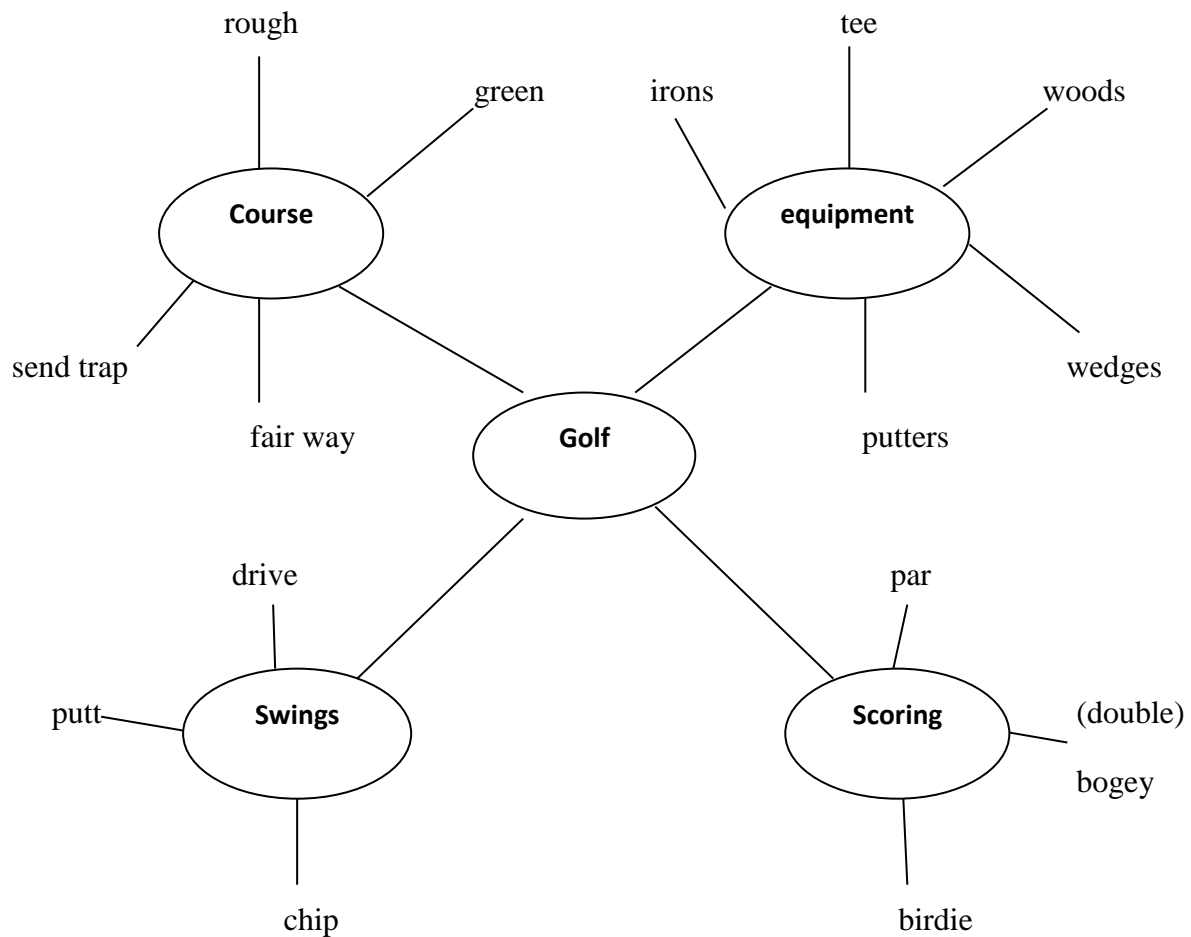 rough
tee
green
irons
woods
Course
equipment
send trap
wedges
fair way
putters
Golf
drive
par
putt
Swings
Scoring
(double)
bogey
chip
birdie